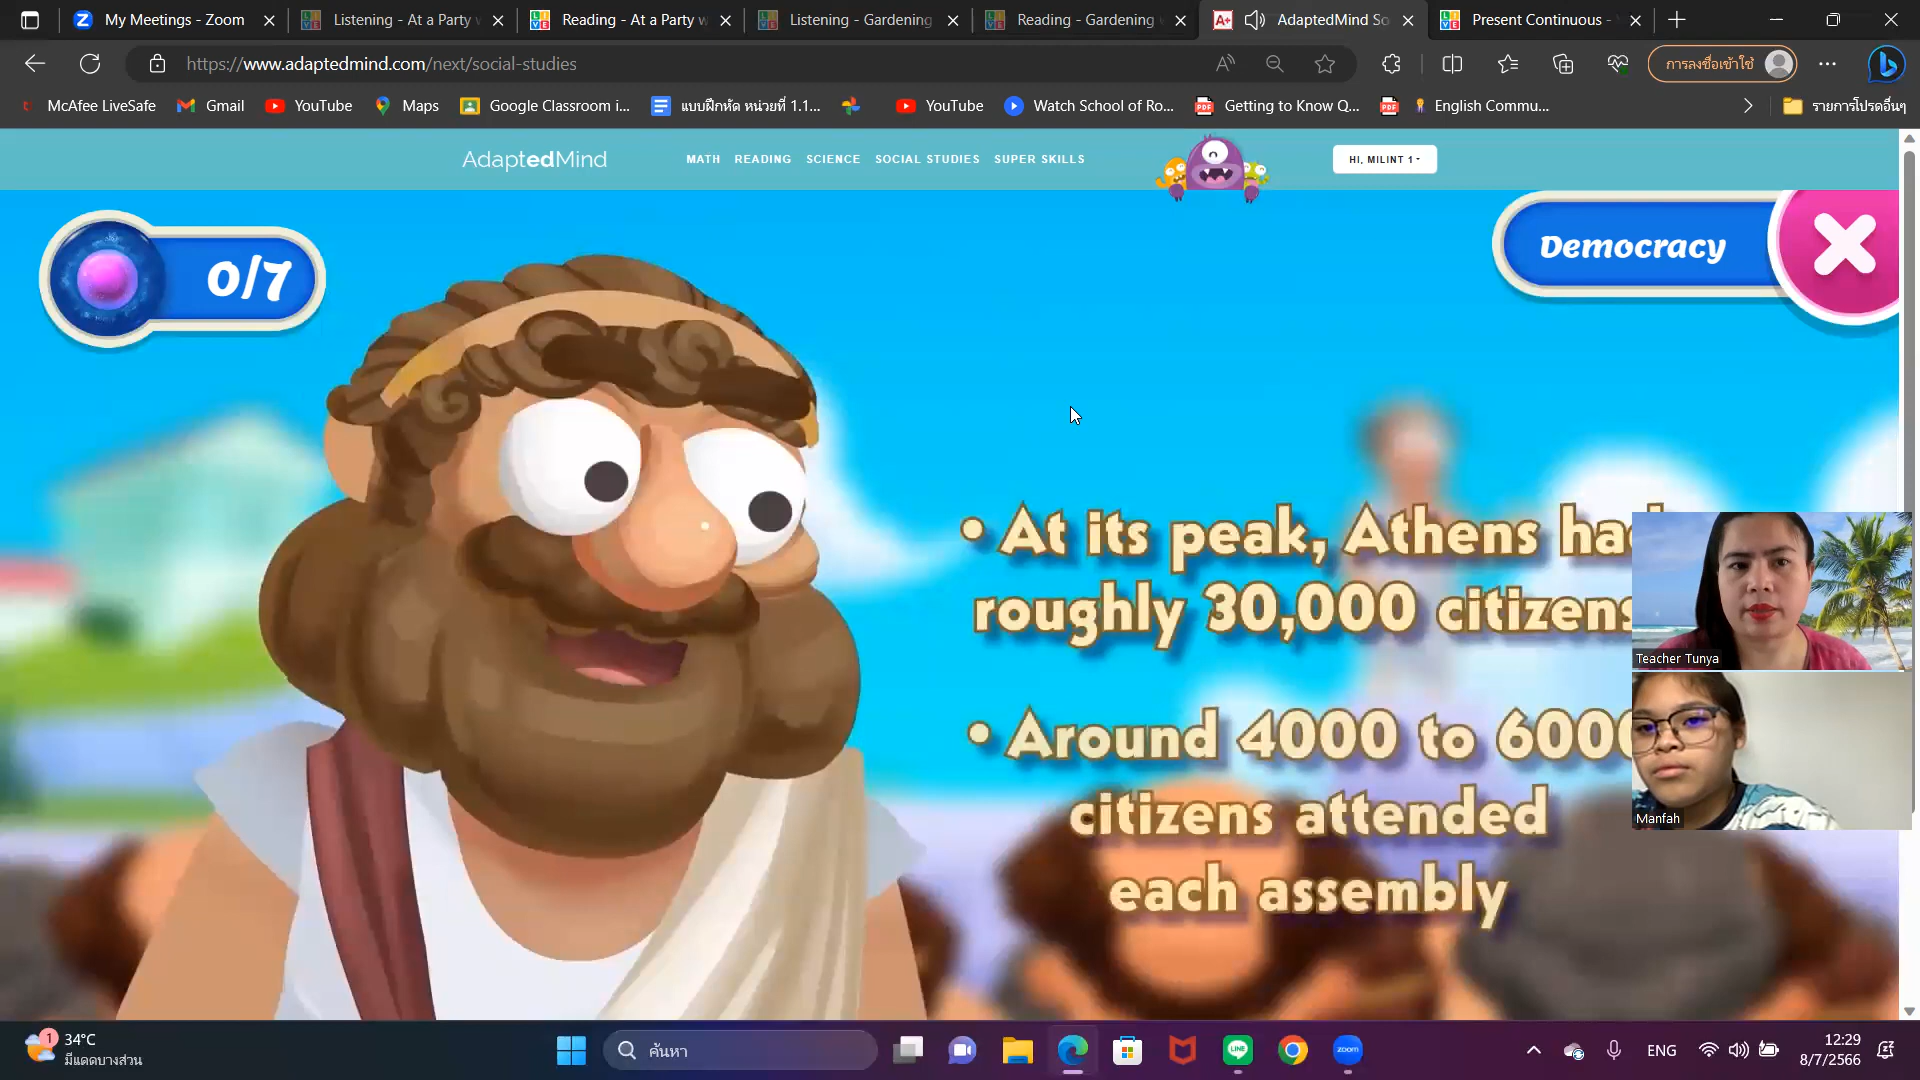 My Meetings - Zoom
Listening - At a Party w
Reading - At a Party w
Listening - Gardening
Reading - Gardening
AdaptedMind So
Present Continuous -
https://www.adaptedmind.com/next/social-studies
การลงชื่อเข้าใช้
McAfee LiveSafe
Gmail
YouTube
Maps
Google Classroom i...
แบบฝึกหัด หน่วยที่ 1.1...
YouTube
Watch School of Ro...
Getting to Know Q...
English Commu...
รายการโปรดอื่นๆ
AdaptedMind
MATH
READING
SCIENCE
SOCIAL STUDIES
SUPER SKILLS
HI, MILINT 1
0/7
Democracy
• At its peak, Athens had
roughly 30,000 citizens
• Around 4000 to 6000
citizens attended
each assembly
Teacher Tunya
Manfah
1
34°C
มีแดดบางส่วน
ค้นหา
LINE
zoom
ENG
12:29
8/7/2566